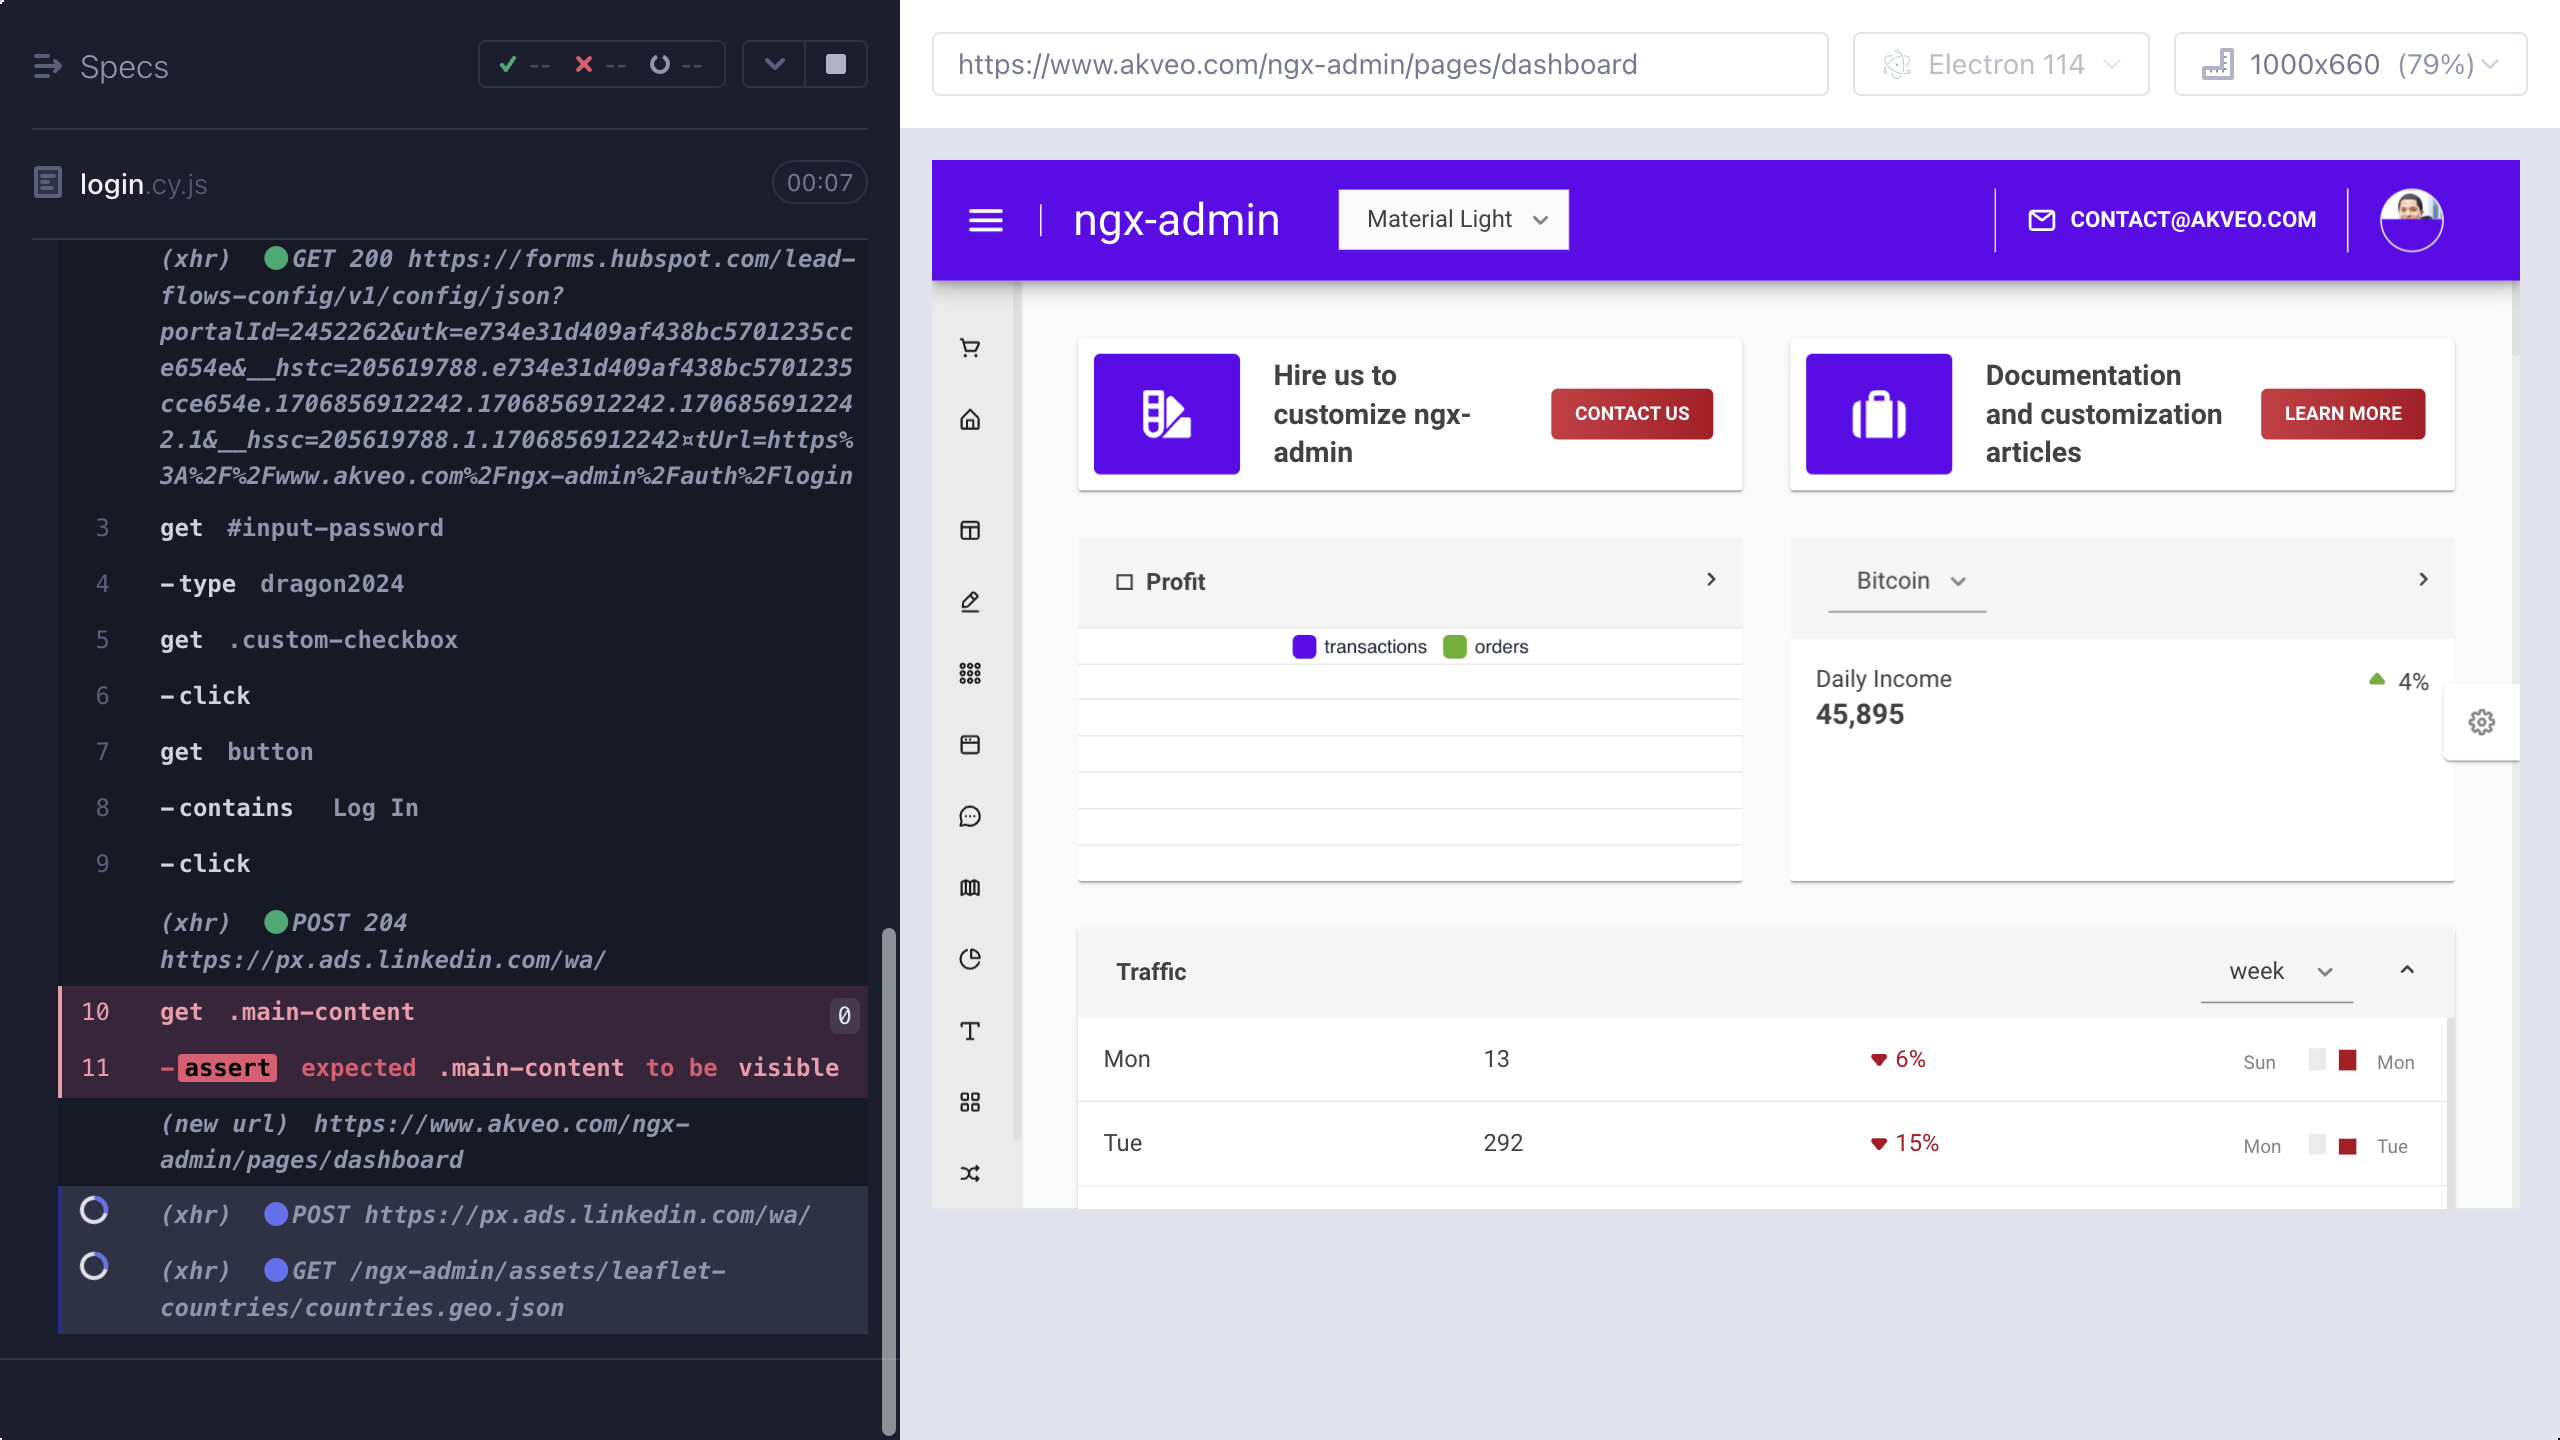 Specs
-- -- --
login.cy.js
00:07
(xhr) GET 200 https://forms.hubspot.com/lead-
flows-config/v1/config/json?
portalId=2452262&utk=e734e31d409af438bc5701235cc
e654e&__hstc=205619788.e734e31d409af438bc5701235
cce654e.1706856912242.1706856912242.170685691224
2.1&__hssc=205619788.1.1706856912242¤tUrl=https%
3A%2F%2Fwww.akveo.com%2Fngx-admin%2Fauth%2Flogin
3 get #input-password
4 -type dragon2024
5 get .custom-checkbox
6 -click
7 get button
8 -contains Log In
9 -click
(xhr) POST 204
https://px.ads.linkedin.com/wa/
10 get .main-content 0
11 -assert expected .main-content to be visible
(new url) https://www.akveo.com/ngx-
admin/pages/dashboard
(xhr) POST https://px.ads.linkedin.com/wa/
(xhr) GET /ngx-admin/assets/leaflet-
countries/countries.geo.json
https://www.akveo.com/ngx-admin/pages/dashboard
Electron 114
1000x660 (79%)
ngx-admin
Material Light
CONTACT@AKVEO.COM
Hire us to
customize ngx-
admin
CONTACT US
Documentation
and customization
articles
LEARN MORE
Profit
transactions orders
Bitcoin
Daily Income
45,895
4%
Traffic
week
Mon 13 6% Sun Mon
Tue 292 15% Mon Tue